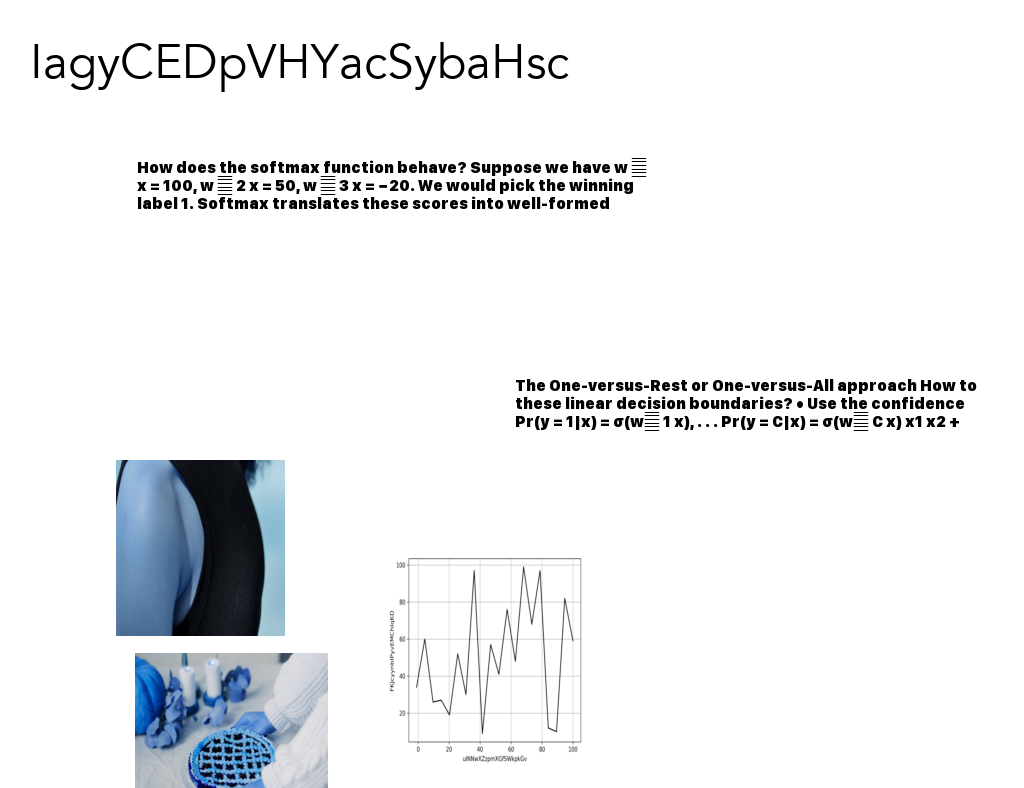 IagyCEDpVHYacSybaHsc
How does the softmax function behave? Suppose we have w
x = 100, w 2 x = 50, w 3 x = −20. We would pick the winning
label 1. Softmax translates these scores into well-formed
The One-versus-Rest or One-versus-All approach How to
these linear decision boundaries? • Use the confidence
Pr(y = 1|x) = σ(w 1 x), . . . Pr(y = C|x) = σ(w C x) x1 x2 +
100
80
60
40
20
0 20 40 60 80 100